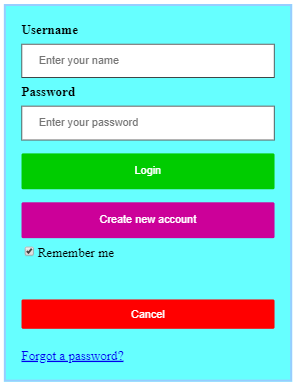 Username
Enter your name
Password
Enter your password
Login
Create new account
Remember me
Cancel
Forgot a password?